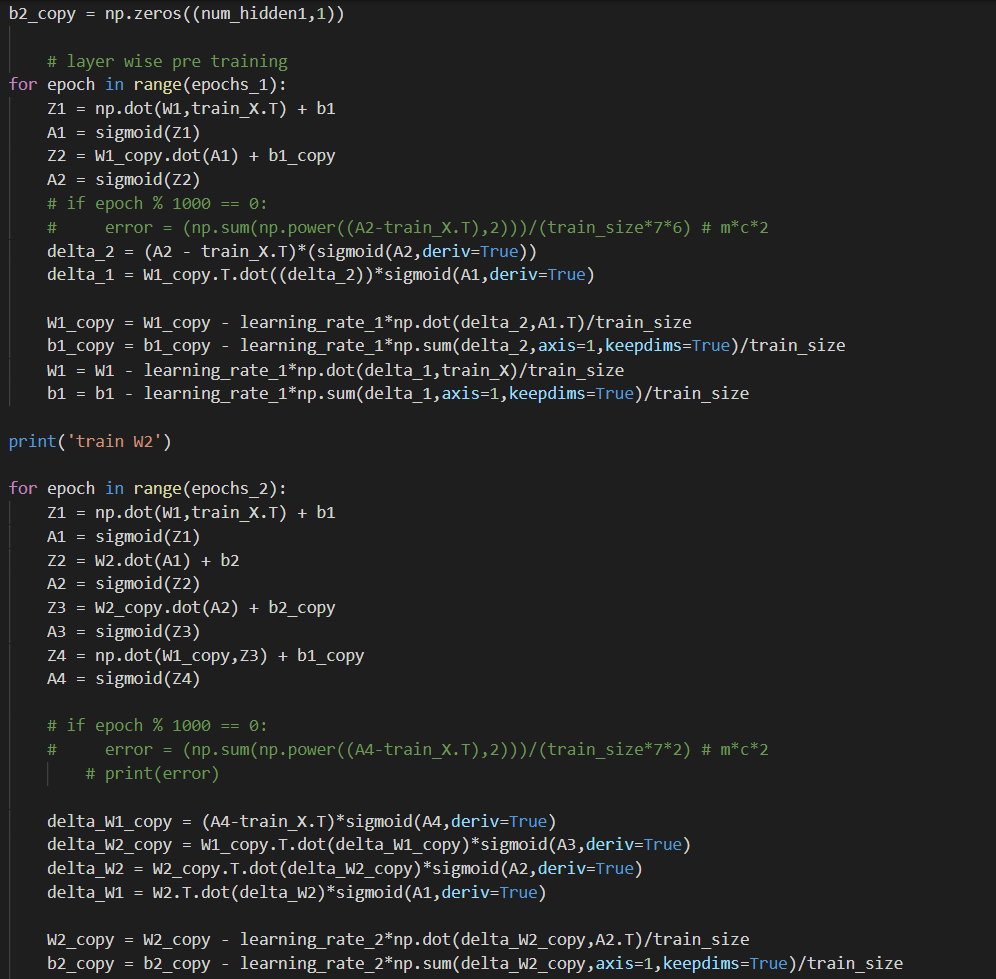 b2_copy = np.zeros((num_hidden1,1))
# layer wise pre training
for epoch in range(epochs_1):
Z1 = np.dot(W1,train_X.T) + b1
A1 = sigmoid(Z1)
Z2 = W1_copy.dot(A1) + b1_copy
A2 = sigmoid(Z2)
# if epoch % 1000 == 0:
#     error = (np.sum(np.power((A2-train_X.T),2)))/(train_size*7*6) # m*c*2
delta_2 = (A2 - train_X.T)*(sigmoid(A2,deriv=True))
delta_1 = W1_copy.T.dot((delta_2))*sigmoid(A1,deriv=True)
W1_copy = W1_copy - learning_rate_1*np.dot(delta_2,A1.T)/train_size
b1_copy = b1_copy - learning_rate_1*np.sum(delta_2,axis=1,keepdims=True)/train_size
W1 = W1 - learning_rate_1*np.dot(delta_1,train_X)/train_size
b1 = b1 - learning_rate_1*np.sum(delta_1,axis=1,keepdims=True)/train_size
print('train W2')
for epoch in range(epochs_2):
Z1 = np.dot(W1,train_X.T) + b1
A1 = sigmoid(Z1)
Z2 = W2.dot(A1) + b2
A2 = sigmoid(Z2)
Z3 = W2_copy.dot(A2) + b2_copy
A3 = sigmoid(Z3)
Z4 = np.dot(W1_copy,Z3) + b1_copy
A4 = sigmoid(Z4)
# if epoch % 1000 == 0:
#     error = (np.sum(np.power((A4-train_X.T),2)))/(train_size*7*2) # m*c*2
# print(error)
delta_W1_copy = (A4-train_X.T)*sigmoid(A4,deriv=True)
delta_W2_copy = W1_copy.T.dot(delta_W1_copy)*sigmoid(A3,deriv=True)
delta_W2 = W2_copy.T.dot(delta_W2_copy)*sigmoid(A2,deriv=True)
delta_W1 = W2.T.dot(delta_W2)*sigmoid(A1,deriv=True)
W2_copy = W2_copy - learning_rate_2*np.dot(delta_W2_copy,A2.T)/train_size
b2_copy = b2_copy - learning_rate_2*np.sum(delta_W2_copy,axis=1,keepdims=True)/train_size